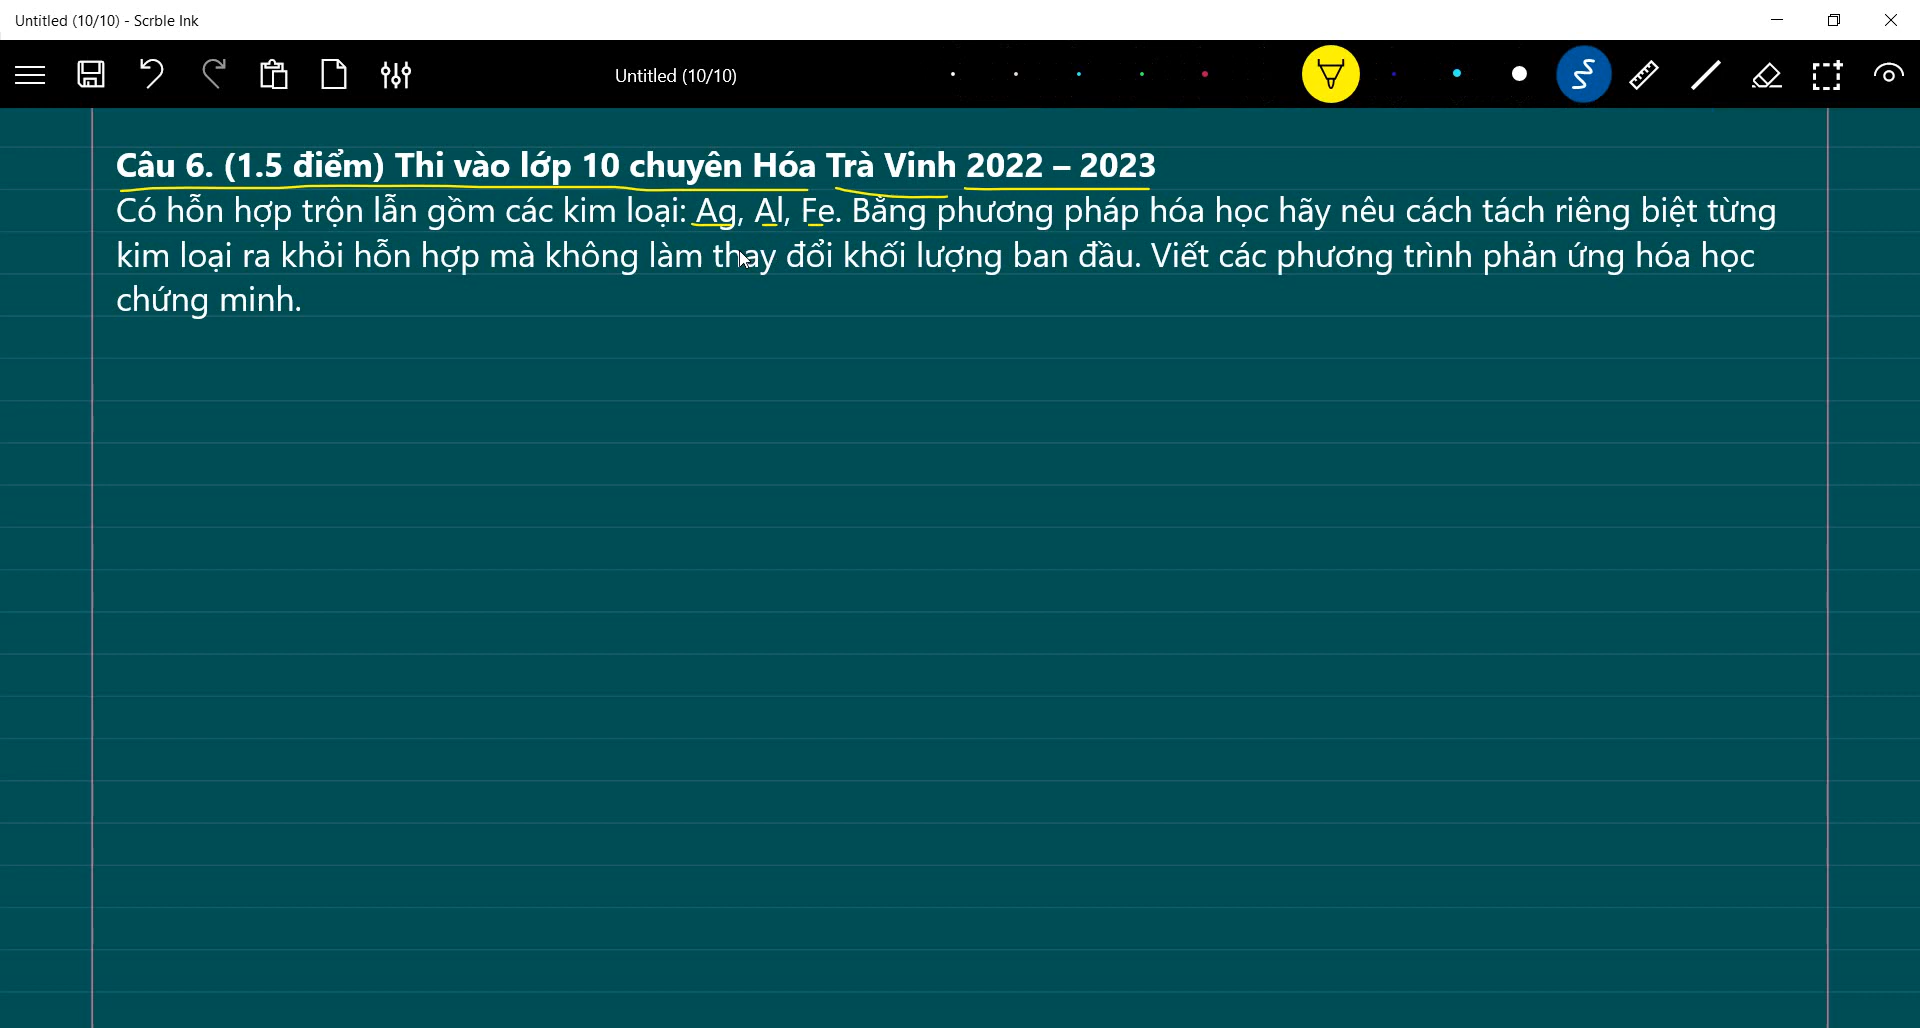 Untitled (10/10) - Scrble Ink
Untitled (10/10)
Câu 6. (1.5 điểm) Thi vào lớp 10 chuyên Hóa Trà Vinh 2022 – 2023
Có hỗn hợp trộn lẫn gồm các kim loại: Ag, Al, Fe. Bằng phương pháp hóa học hãy nêu cách tách riêng biệt từng
kim loại ra khỏi hỗn hợp mà không làm thay đổi khối lượng ban đầu. Viết các phương trình phản ứng hóa học
chứng minh.